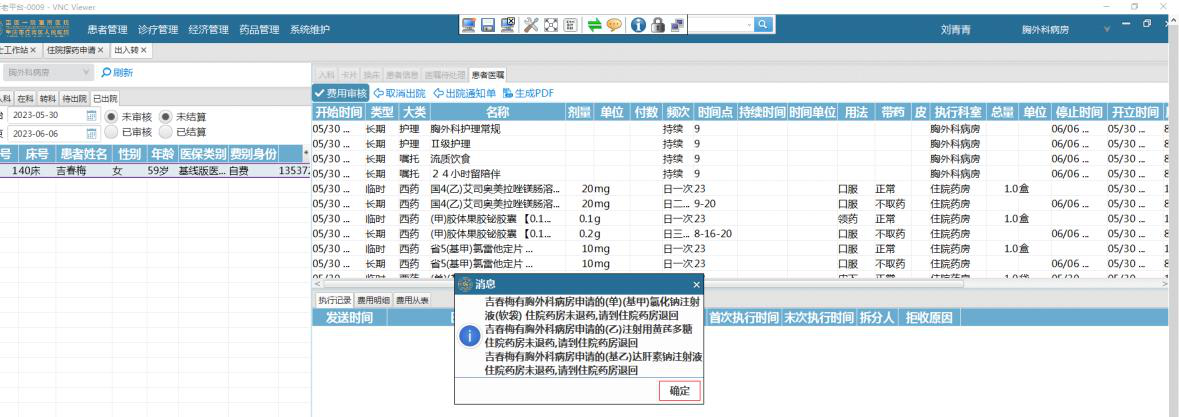 老平台-0009 - VNC Viewer
患者管理 诊疗管理 经济管理 药品管理 系统维护 刘青青 胸外科病房
工作站 × 住院摆药申请 × 出入转 ×
胸外科病房 刷新
入科 卡片 换床 患者信息 医嘱待处理 患者医嘱
费用审核 取消出院 出院通知单 生成PDF
入科 在科 转科 待出院 已出院
2023-05-30 未审核 未结算
2023-06-06 已审核 已结算
号 床号 患者姓名 性别 年龄 医保类别 费别身份
140床 吉春梅 女 59岁 基线版医... 自费 13537
开始时间 类型 大类 名称 剂量 单位 付数 频次 时间点 持续时间 时间单位 用法 带药 皮 执行科室 总量 单位 停止时间 开立时间
05/30 ... 长期 护理 胸外科护理常规 持续 9 胸外科病房 06/06 ... 05/30 ... 8
05/30 ... 长期 护理 II级护理 持续 9 胸外科病房 06/06 ... 05/30 ... 8
05/30 ... 长期 嘱托 流质饮食 持续 9 胸外科病房 06/06 ... 05/30 ... 8
05/30 ... 长期 嘱托 24小时留陪伴 持续 9 胸外科病房 06/06 ... 05/30 ... 8
05/30 ... 临时 西药 国4(乙)艾司奥美拉唑镁肠溶... 20 mg 日一次 23 口服 正常 住院药房 1.0 盒 05/30 ... 1
05/30 ... 长期 西药 国4(乙)艾司奥美拉唑镁肠溶... 20 mg 日二... 9-20 口服 不取药 住院药房 06/06 ... 05/30 ... 8
05/30 ... 临时 西药 (甲)胶体果胶铋胶囊【0.1... 0.1 g 日一次 23 领药 正常 住院药房 1.0 盒 05/30 ... 1
05/30 ... 长期 西药 (甲)胶体果胶铋胶囊【0.1... 0.2 g 日三... 8-16-20 口服 不取药 住院药房 06/06 ... 05/30 ... 8
05/30 ... 临时 西药 省5(基甲)氯雷他定片 ... 10 mg 日一次 23 口服 正常 住院药房 1.0 盒 05/30 ... 1
05/30 ... 长期 西药 省5(基甲)氯雷他定片 ... 10 mg 日一次 23 口服 不取药 住院药房 06/06 ... 05/30 ... 8
执行记录 费用明细 费用从表
发送时间 首次执行时间 末次执行时间 拆分人 拒收原因
消息 ×
吉春梅有胸外科病房申请的(单)(基甲)氯化钠注射
液(软袋) 住院药房未退药,请到住院药房退回
吉春梅有胸外科病房申请的(乙)注射用黄芪多糖
住院药房未退药,请到住院药房退回
吉春梅有胸外科病房申请的(基乙)达肝素钠注射液
住院药房未退药,请到住院药房退回
确定